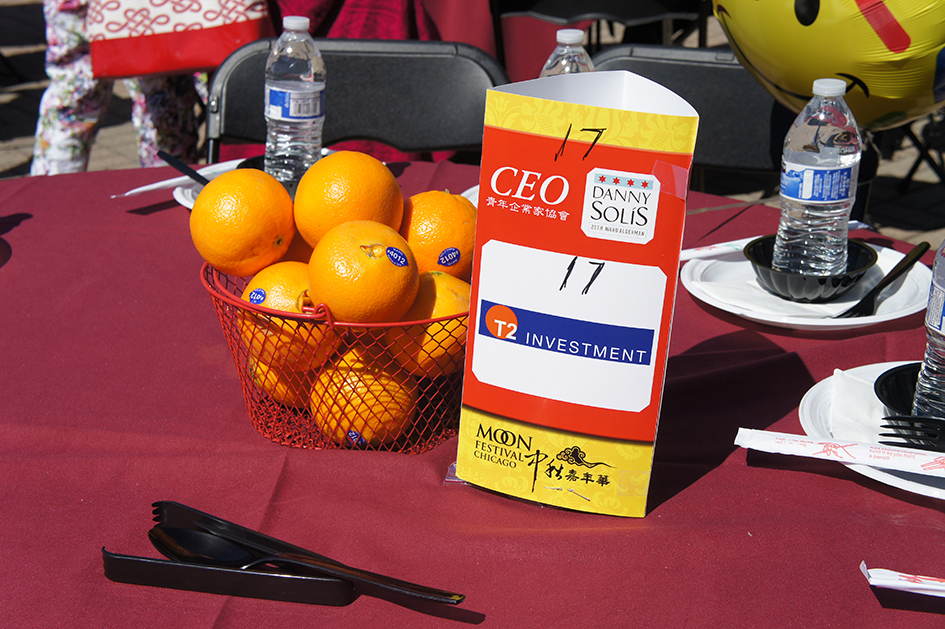 17
CEO
青年企業家協會
DANNY
SOLÍS
25TH WARD ALDERMAN
17
T2 INVESTMENT
MOON
FESTIVAL
CHICAGO
中秋嘉年華
4012
4012